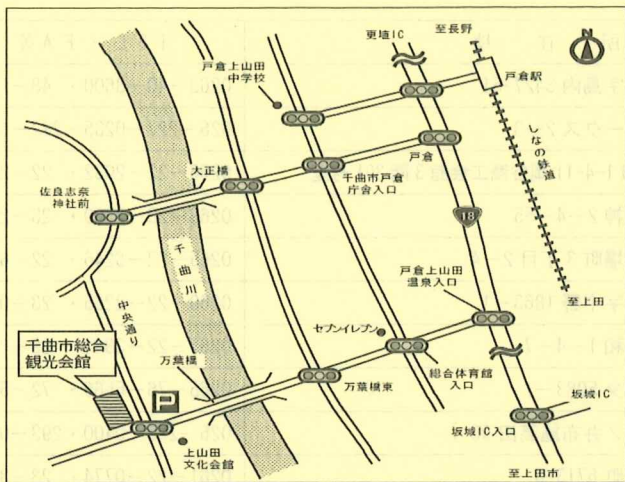 至長野
更埴IC
戸倉上山田
中学校
戸倉駅
しなの鉄道
大正橋
戸倉
佐良志奈
神社前
千曲市戸倉
庁舎入口
18
千曲川
戸倉上山田
温泉入口
至上田
中央通り
セブンイレブン
千曲市総合
観光会館
万葉橋
P
万葉橋東
総合体育館
入口
坂城IC
上山田
文化会館
坂城IC入口
至上田市